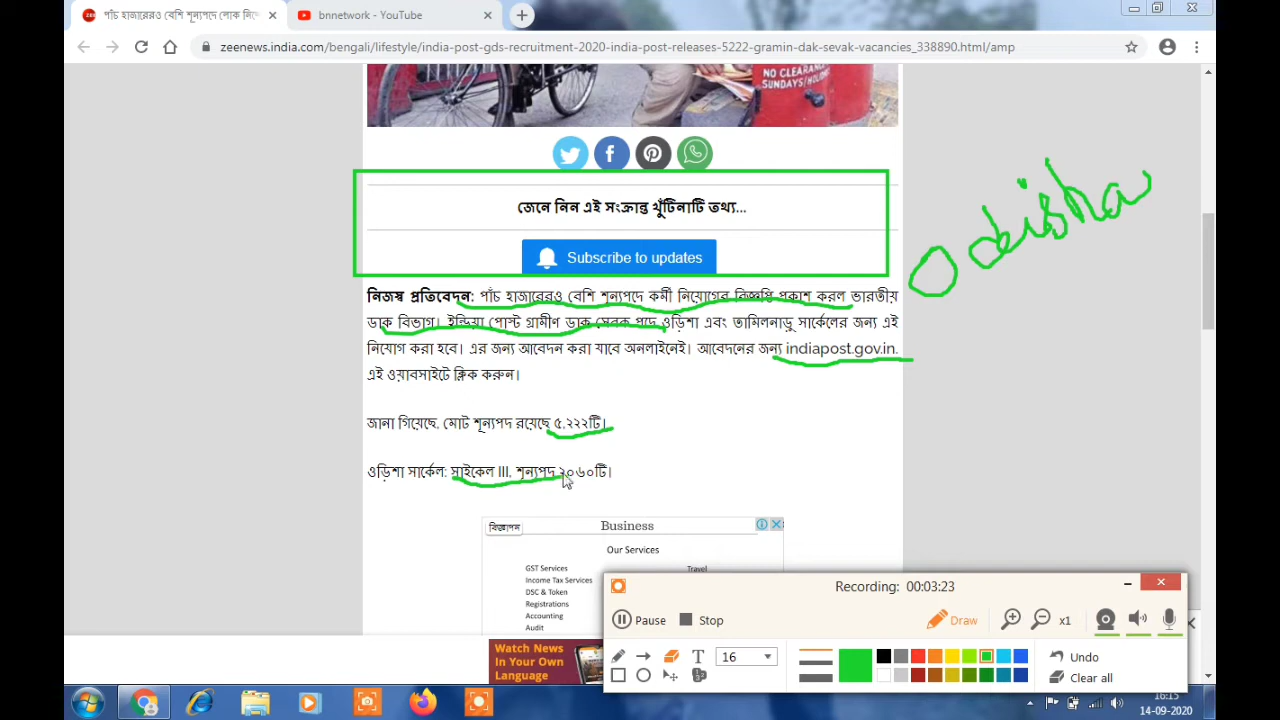 পাঁচ হাজারেরও বেশি শূন্যপদে লোক
bnnetwork - YouTube
zeenews.india.com/bengali/lifestyle/india-post-gds-recruitment-2020-india-post-releases-5222-gramin-dak-sevak-vacancies_338890.html/amp
NO CLEARANCE
SUNDAYS/HOLIDAYS
জেনে নিন এই সংক্রান্ত খুঁটিনাটি তথ্য...
Subscribe to updates
Odisha
নিজস্ব প্রতিবেদন: পাঁচ হাজারেরও বেশি শূন্যপদে কর্মী নিয়োগের বিজ্ঞপ্তি প্রকাশ করল ভারতীয়
ডাক বিভাগ। ইন্ডিয়া পোস্ট গ্রামীণ ডাক সেবক পদে ওড়িশা এবং তামিলনাড়ু সার্কেলের জন্য এই
নিয়োগ করা হবে। এর জন্য আবেদন করা যাবে অনলাইনেই। আবেদনের জন্য indiapost.gov.in.
এই ওয়াবসাইটে ক্লিক করুন।
জানা গিয়েছে, মোট শূন্যপদ রয়েছে ৫,২২২টি।
ওড়িশা সার্কেল: সাইকেল III, শূন্যপদ ২০৬০টি।
বিজ্ঞাপন
Business
Our Services
GST Services
Travel
Income Tax Services
DSC & Token
Registrations
Accounting
Audit
Watch News
In Your Own
Language
Recording: 00:03:23
Pause
Stop
Draw
x1
T
16
Undo
Clear all
16:15
14-09-2020